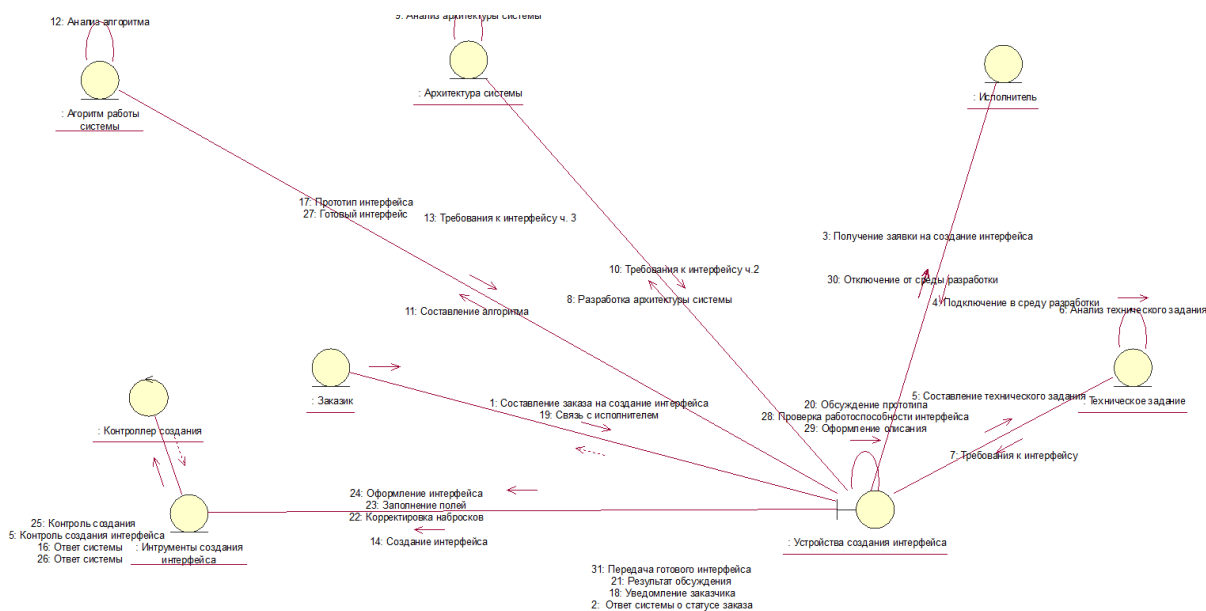 12: Анализ алгоритма
9: Анализ архитектуры системы
: Агоритм работы
системы
: Архитектура системы
: Исполнитель
17: Прототип интерфейса
27: Готовый интерфейс
13: Требования к интерфейсу ч. 3
3: Получение заявки на создание интерфейса
10: Требования к интерфейсу ч.2
30: Отключение от среды разработки
8: Разработка архитектуры системы
4: Подключение в среду разработки
11: Составление алгоритма
6: Анализ технического задания
: Заказик
1: Составление заказа на создание интерфейса
19: Связь с исполнителем
20: Обсуждение прототипа
28: Проверка работоспособности интерфейса
29: Оформление описания
5: Составление технического задания
: Техническое задание
: Контроллер создания
7: Требования к интерфейсу
24: Оформление интерфейса
23: Заполнение полей
22: Корректировка набросков
14: Создание интерфейса
25: Контроль создания
5: Контроль создания интерфейса
16: Ответ системы
26: Ответ системы
: Интрументы создания
интерфейса
: Устройства создания интерфейса
31: Передача готового интерфейса
21: Результат обсуждения
18: Уведомление заказчика
2: Ответ системы о статусе заказа